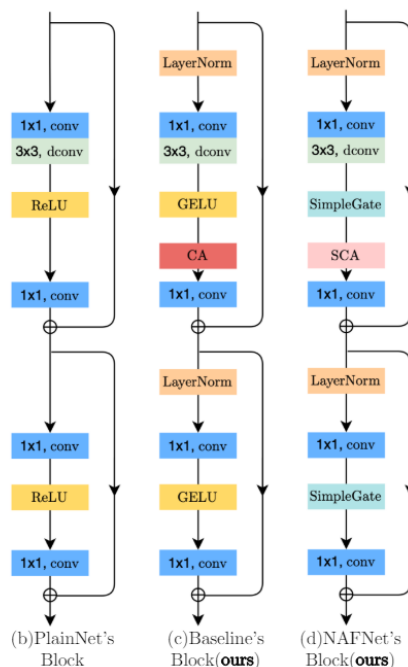 LayerNorm LayerNorm
1x1, conv 1x1, conv 1x1, conv
3x3, dconv 3x3, dconv 3x3, dconv
ReLU GELU SimpleGate
CA SCA
1x1, conv 1x1, conv 1x1, conv
LayerNorm LayerNorm
1x1, conv 1x1, conv 1x1, conv
ReLU GELU SimpleGate
1x1, conv 1x1, conv 1x1, conv
(b)PlainNet's (c)Baseline's (d)NAFNet's
Block Block(ours) Block(ours)